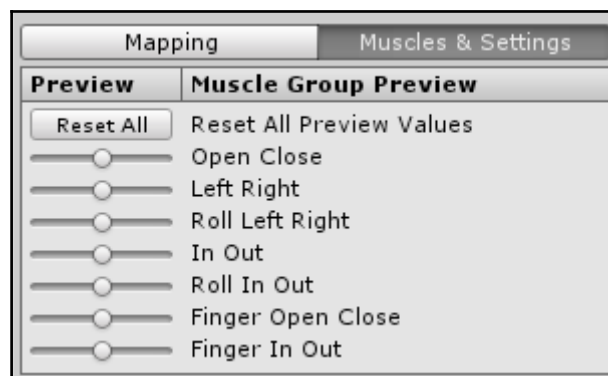 Mapping Muscles & Settings
Preview Muscle Group Preview
Reset All Reset All Preview Values
Open Close
Left Right
Roll Left Right
In Out
Roll In Out
Finger Open Close
Finger In Out